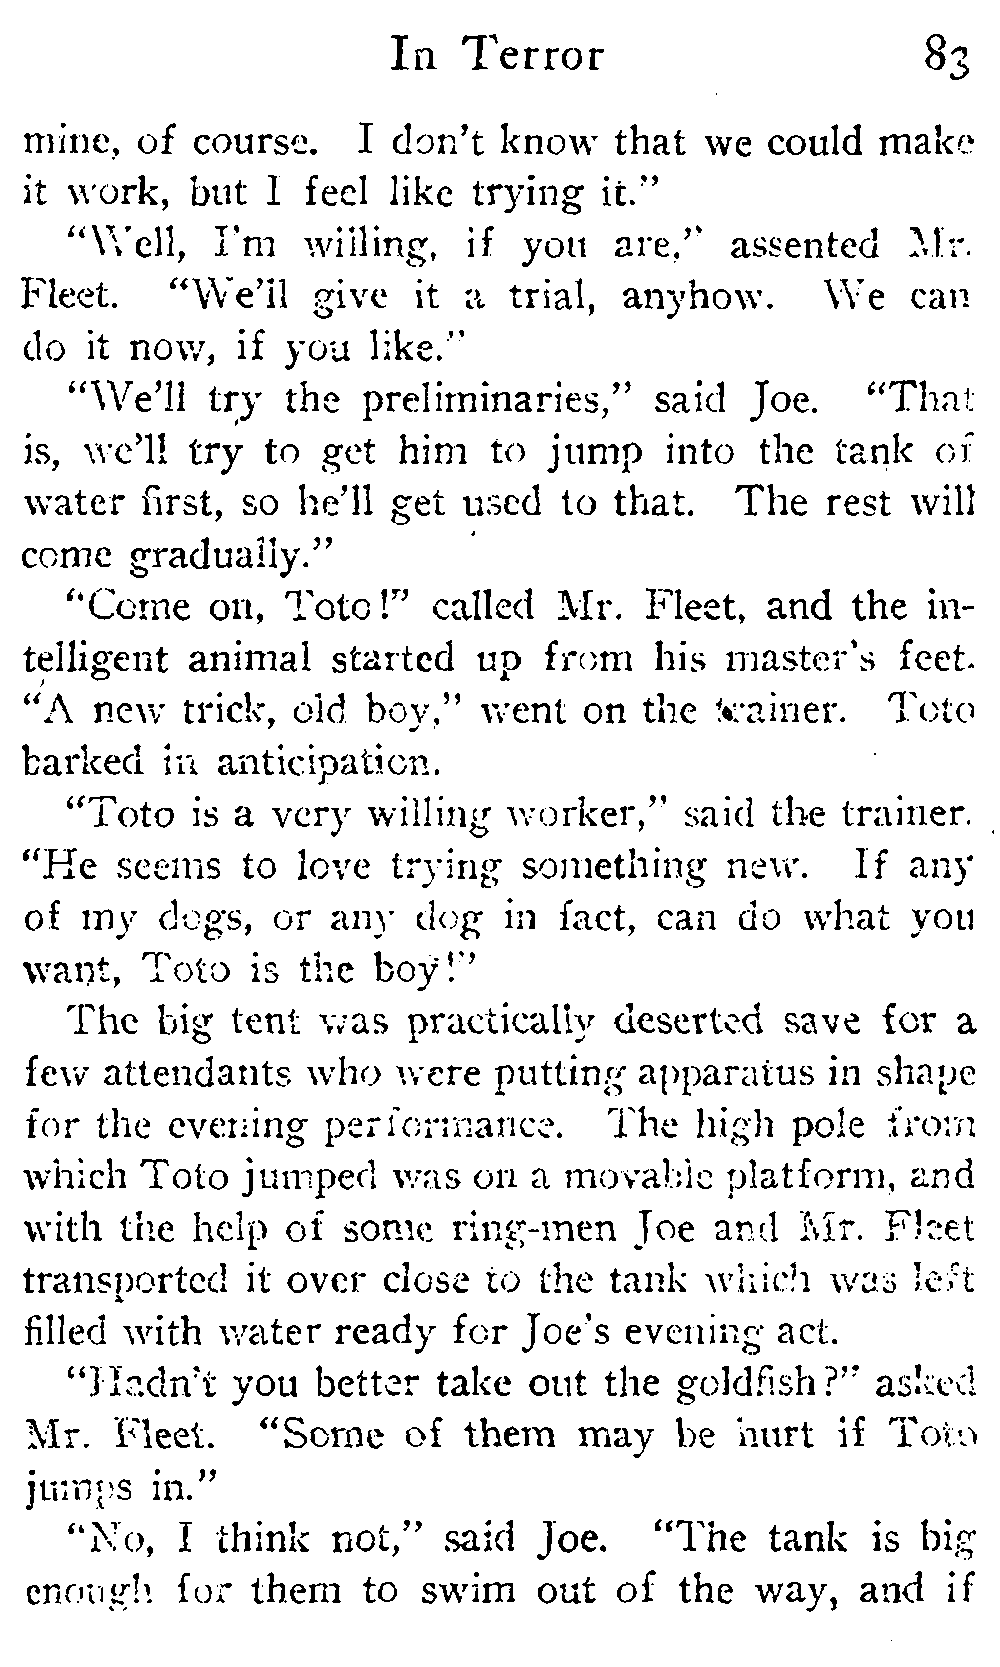 In Terror 83
mine, of course. I don't know that we could make
it work, but I feel like trying it."
"Well, I'm willing, if you are," assented Mr.
Fleet. "We'll give it a trial, anyhow. We can
do it now, if you like."
"We'll try the preliminaries," said Joe. "That
is, we'll try to get him to jump into the tank of
water first, so he'll get used to that. The rest will
come gradually."
"Come on, Toto!" called Mr. Fleet, and the in-
telligent animal started up from his master's feet.
"A new trick, old boy," went on the trainer. Toto
barked in anticipation.
"Toto is a very willing worker," said the trainer.
"He seems to love trying something new. If any
of my dogs, or any dog in fact, can do what you
want, Toto is the boy!"
The big tent was practically deserted save for a
few attendants who were putting apparatus in shape
for the evening performance. The high pole from
which Toto jumped was on a movable platform, and
with the help of some ring-men Joe and Mr. Fleet
transported it over close to the tank which was left
filled with water ready for Joe's evening act.
"Hadn't you better take out the goldfish?" asked
Mr. Fleet. "Some of them may be hurt if Toto
jumps in."
"No, I think not," said Joe. "The tank is big
enough for them to swim out of the way, and if